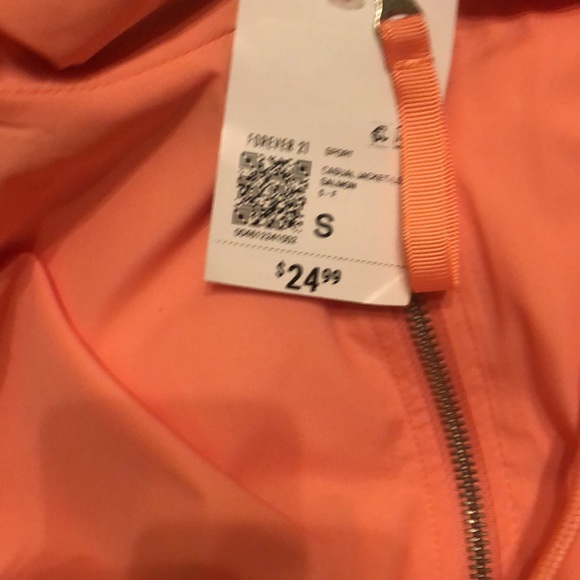 FOREVER 21
SPORT
CASUAL JACKET/
SALMON
S - F
S
$24.99